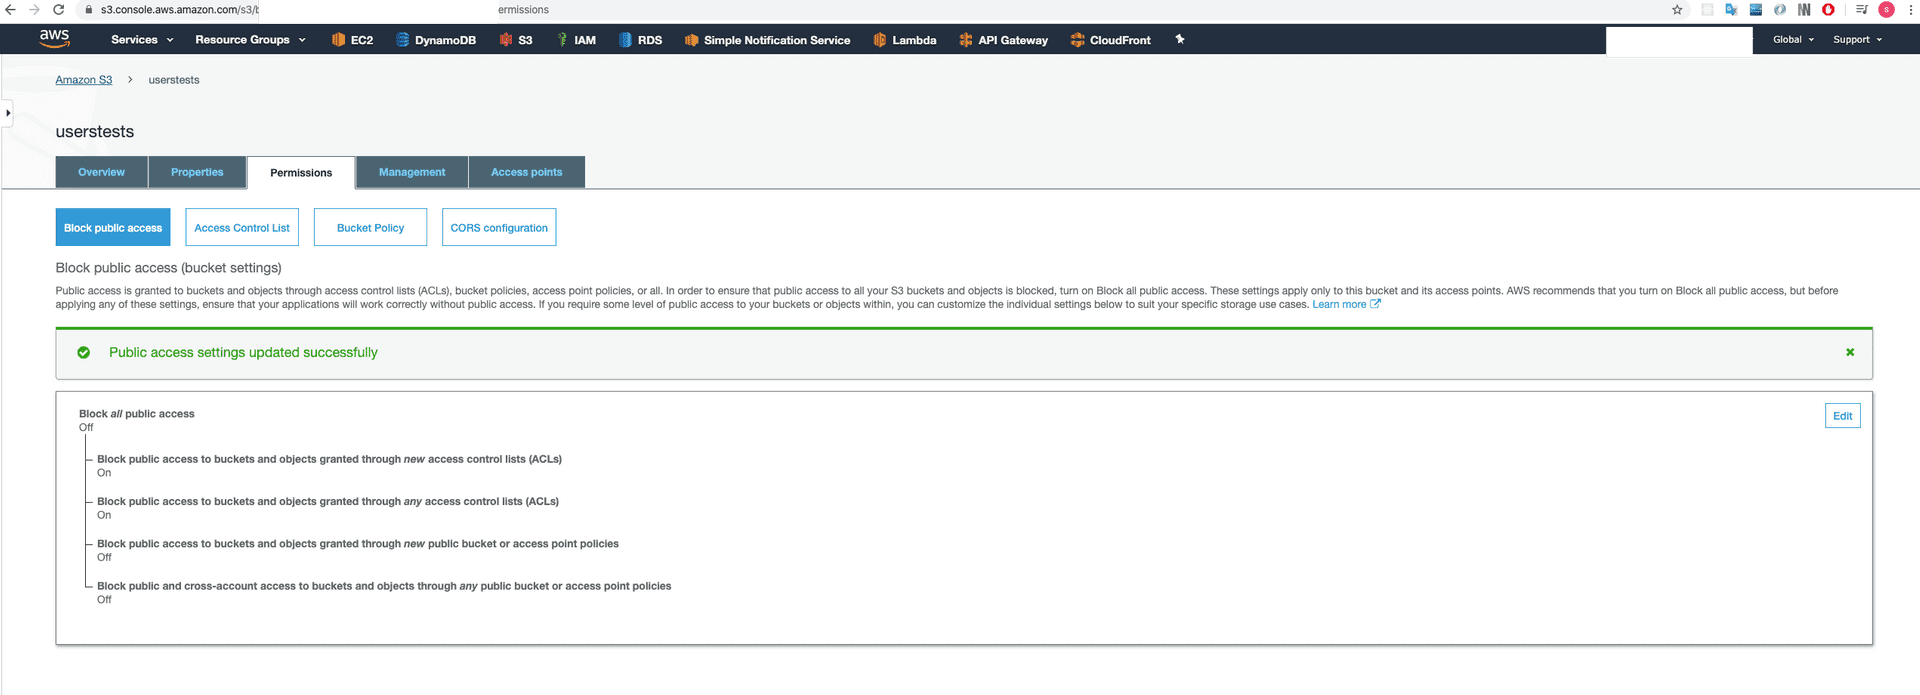 s3.console.aws.amazon.com/s3/b ermissions
aws Services Resource Groups EC2 DynamoDB S3 IAM RDS Simple Notification Service Lambda API Gateway CloudFront Global Support
Amazon S3 > userstests
userstests
Overview Properties Permissions Management Access points
Block public access Access Control List Bucket Policy CORS configuration
Block public access (bucket settings)
Public access is granted to buckets and objects through access control lists (ACLs), bucket policies, access point policies, or all. In order to ensure that public access to all your S3 buckets and objects is blocked, turn on Block all public access. These settings apply only to this bucket and its access points. AWS recommends that you turn on Block all public access, but before
applying any of these settings, ensure that your applications will work correctly without public access. If you require some level of public access to your buckets or objects within, you can customize the individual settings below to suit your specific storage use cases. Learn more
Public access settings updated successfully
Block all public access
Edit
Off
Block public access to buckets and objects granted through new access control lists (ACLs)
On
Block public access to buckets and objects granted through any access control lists (ACLs)
On
Block public access to buckets and objects granted through new public bucket or access point policies
Off
Block public and cross-account access to buckets and objects through any public bucket or access point policies
Off